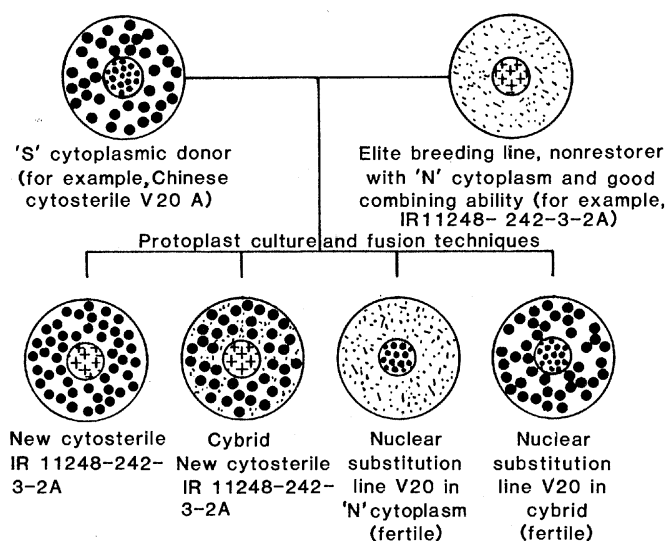 'S' cytoplasmic donor
(for example, Chinese
cytosterile V20 A)
Elite breeding line, nonrestorer
with 'N' cytoplasm and good
combining ability (for example,
IR11248-242-3-2A)
Protoplast culture and fusion techniques
New cytosterile
IR 11248-242-
3-2A
Cybrid
New cytosterile
IR 11248-242-
3-2A
Nuclear
substitution
line V20 in
'N' cytoplasm
(fertile)
Nuclear
substitution
line V20 in
cybrid
(fertile)